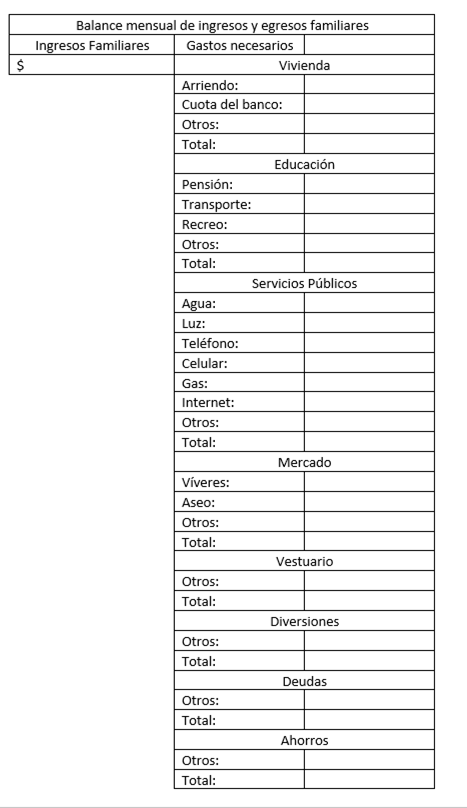 Balance mensual de ingresos y egresos familiares
Ingresos Familiares Gastos necesarios
$ Vivienda
Arriendo:
Cuota del banco:
Otros:
Total:
Educación
Pensión:
Transporte:
Recreo:
Otros:
Total:
Servicios Públicos
Agua:
Luz:
Teléfono:
Celular:
Gas:
Internet:
Otros:
Total:
Mercado
Víveres:
Aseo:
Otros:
Total:
Vestuario
Otros:
Total:
Diversiones
Otros:
Total:
Deudas
Otros:
Total:
Ahorros
Otros:
Total: